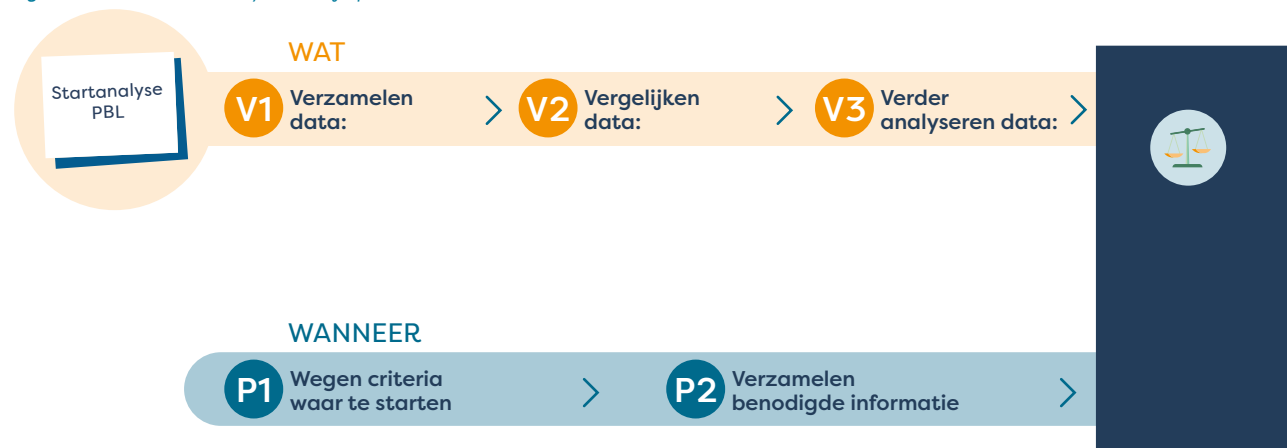 Startanalyse
PBL
WAT
V1
Verzamelen
data:
V2
Vergelijken
data:
V3
Verder
analyseren data:
WANNEER
P1
Wegen criteria
waar te starten
P2
Verzamelen
benodigde informatie